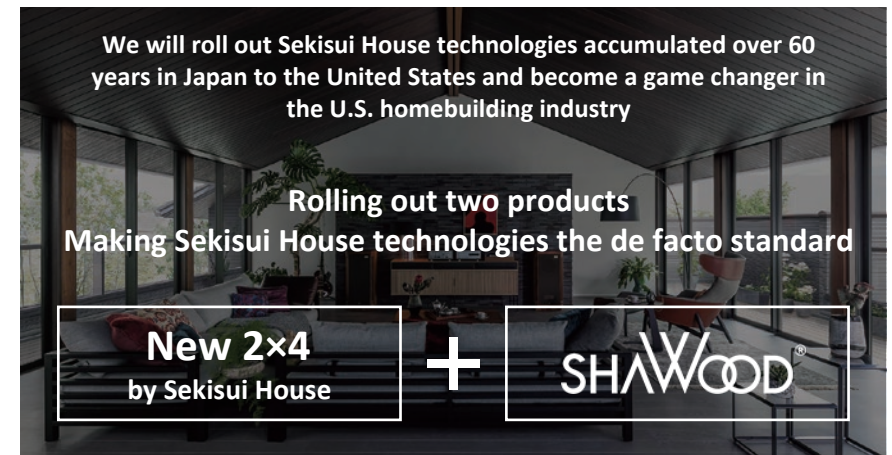 We will roll out Sekisui House technologies accumulated over 60
years in Japan to the United States and become a game changer in
the U.S. homebuilding industry
Rolling out two products
Making Sekisui House technologies the de facto standard
New 2×4
by Sekisui House
+
SHAWOOD®